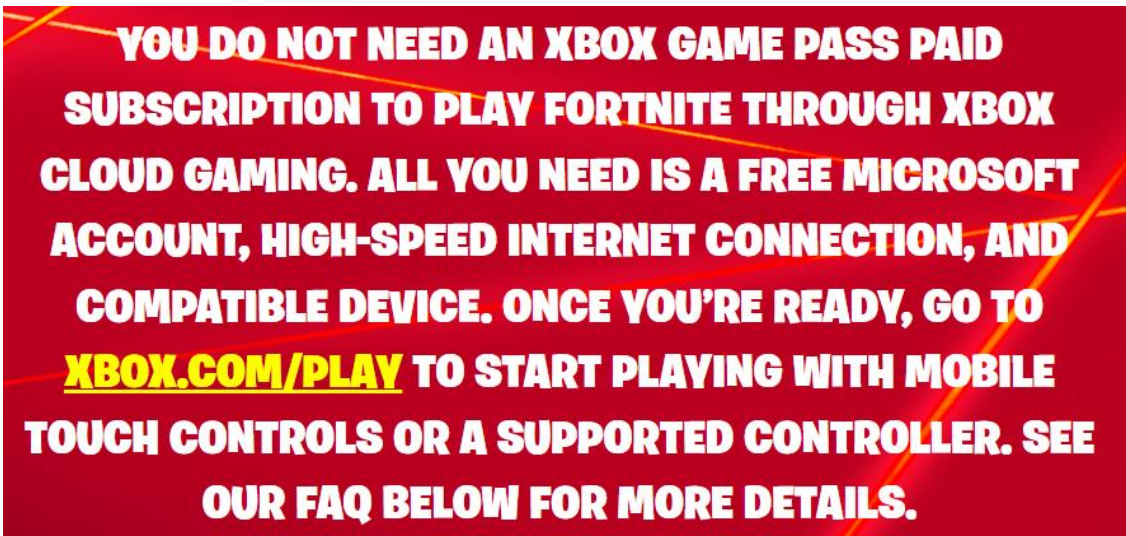 YOU DO NOT NEED AN XBOX GAME PASS PAID
SUBSCRIPTION TO PLAY FORTNITE THROUGH XBOX
CLOUD GAMING. ALL YOU NEED IS A FREE MICROSOFT
ACCOUNT, HIGH-SPEED INTERNET CONNECTION, AND
COMPATIBLE DEVICE. ONCE YOU’RE READY, GO TO
XBOX.COM/PLAY TO START PLAYING WITH MOBILE
TOUCH CONTROLS OR A SUPPORTED CONTROLLER. SEE
OUR FAQ BELOW FOR MORE DETAILS.